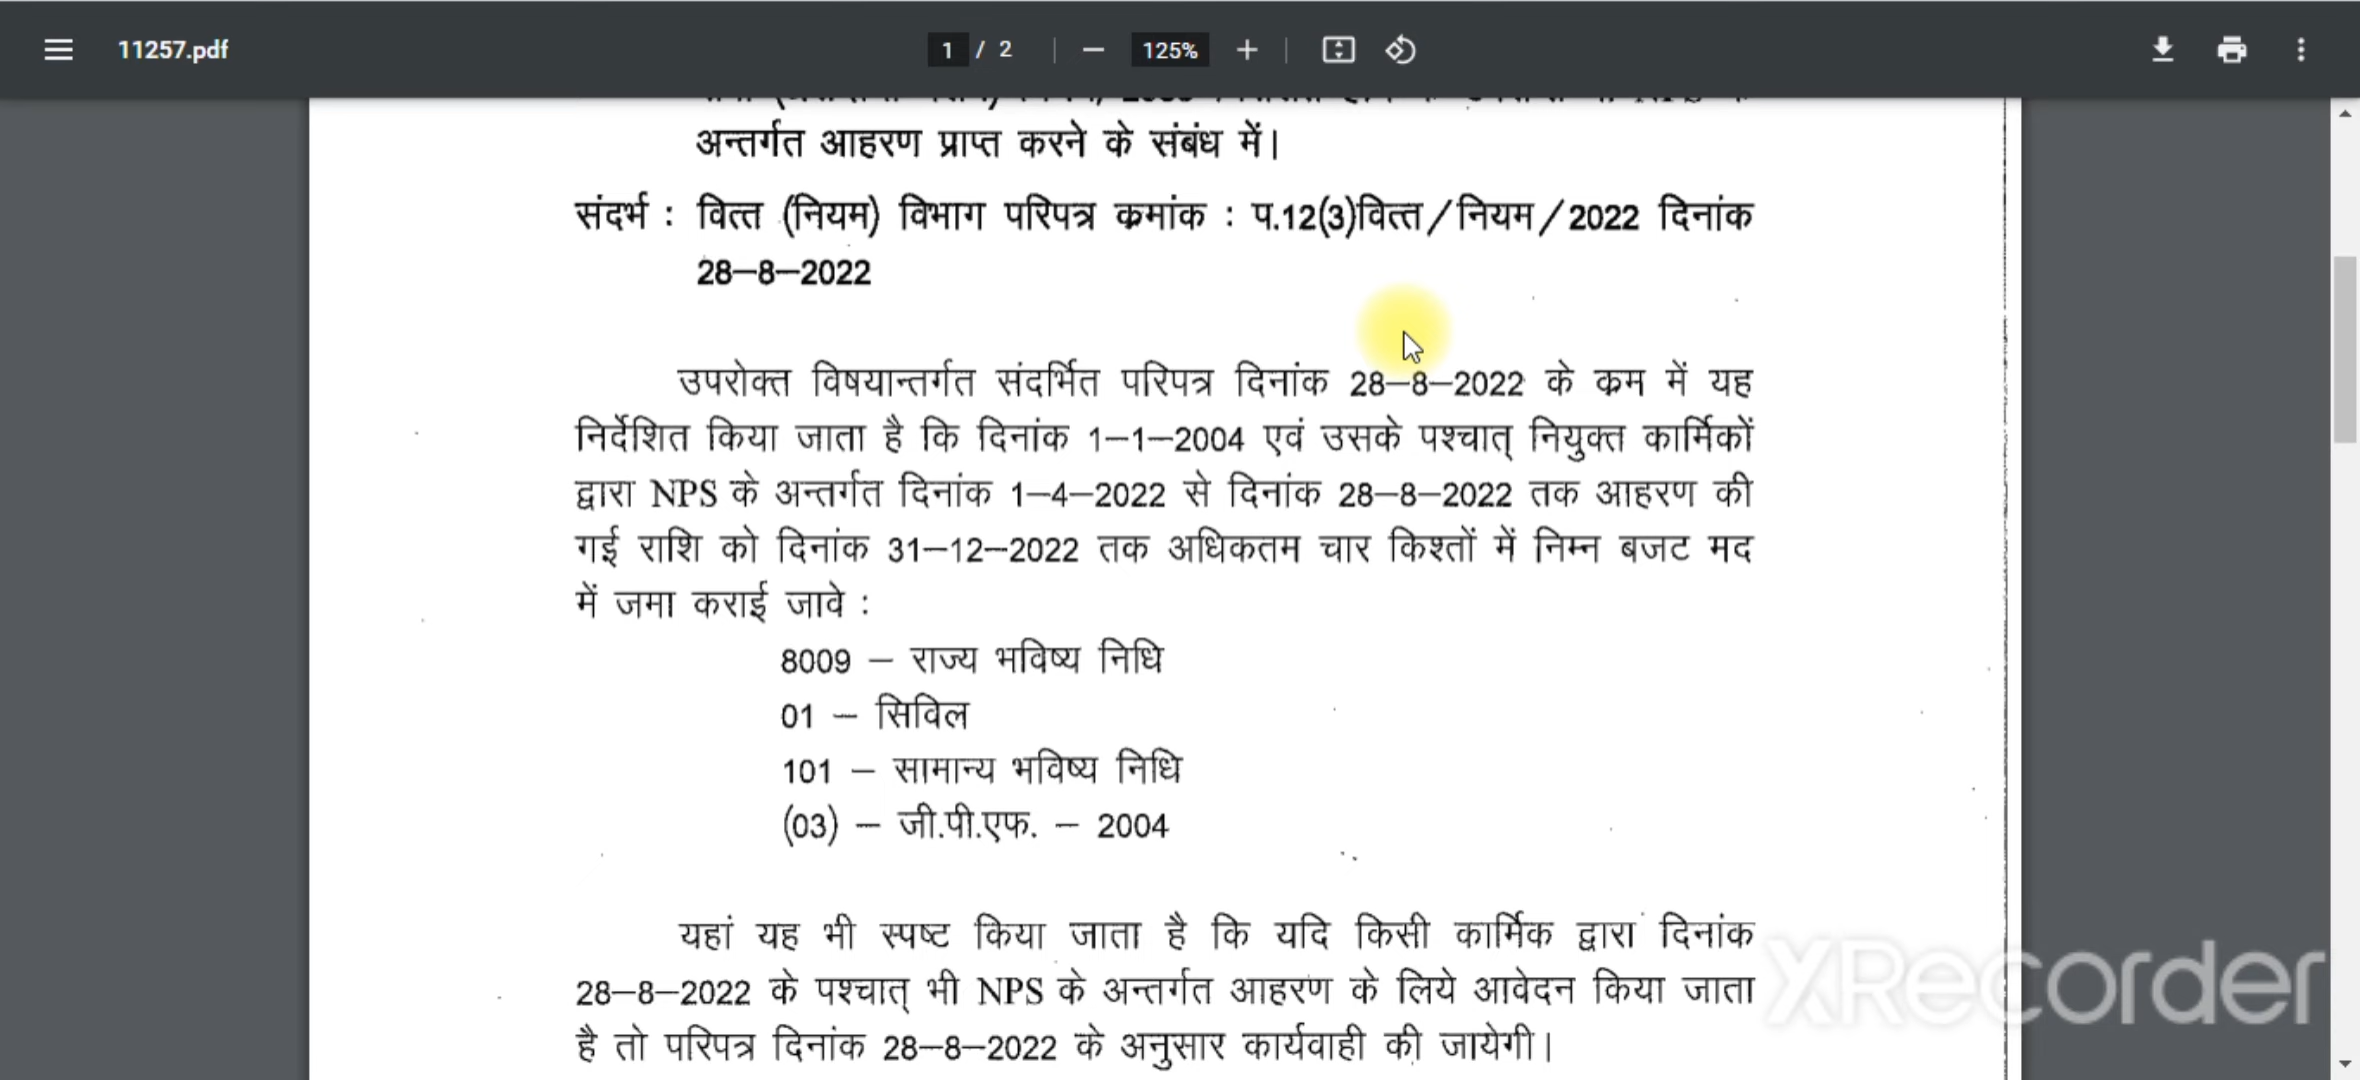 11257.pdf
1 / 2
125%
अन्तर्गत आहरण प्राप्त करने के संबंध में।
संदर्भ : वित्त (नियम) विभाग परिपत्र क्रमांक : प.12(3)वित्त/नियम/2022 दिनांक
28-8-2022
उपरोक्त विषयान्तर्गत संदर्भित परिपत्र दिनांक 28-8-2022 के क्रम में यह
निर्देशित किया जाता है कि दिनांक 1-1-2004 एवं उसके पश्चात् नियुक्त कार्मिकों
द्वारा NPS के अन्तर्गत दिनांक 1-4-2022 से दिनांक 28-8-2022 तक आहरण की
गई राशि को दिनांक 31-12-2022 तक अधिकतम चार किश्तों में निम्न बजट मद
में जमा कराई जावे :
8009 – राज्य भविष्य निधि
01 – सिविल
101 – सामान्य भविष्य निधि
(03) – जी.पी.एफ. – 2004
यहां यह भी स्पष्ट किया जाता है कि यदि किसी कार्मिक द्वारा दिनांक
28-8-2022 के पश्चात् भी NPS के अन्तर्गत आहरण के लिये आवेदन किया जाता
है तो परिपत्र दिनांक 28-8-2022 के अनुसार कार्यवाही की जायेगी।
XRecorder